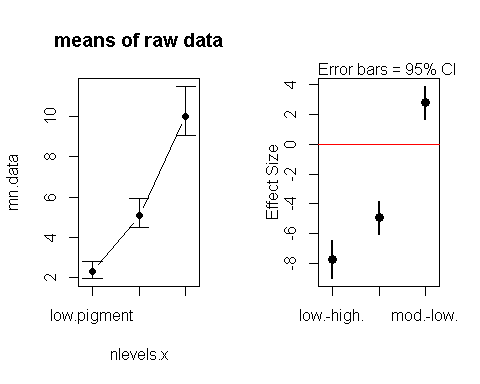 means of raw data
mn.data
2
4
6
8
10
low.pigment
nlevels.x
Error bars = 95% CI
Effect Size
-8
-6
-4
-2
0
2
4
low.-high.
mod.-low.